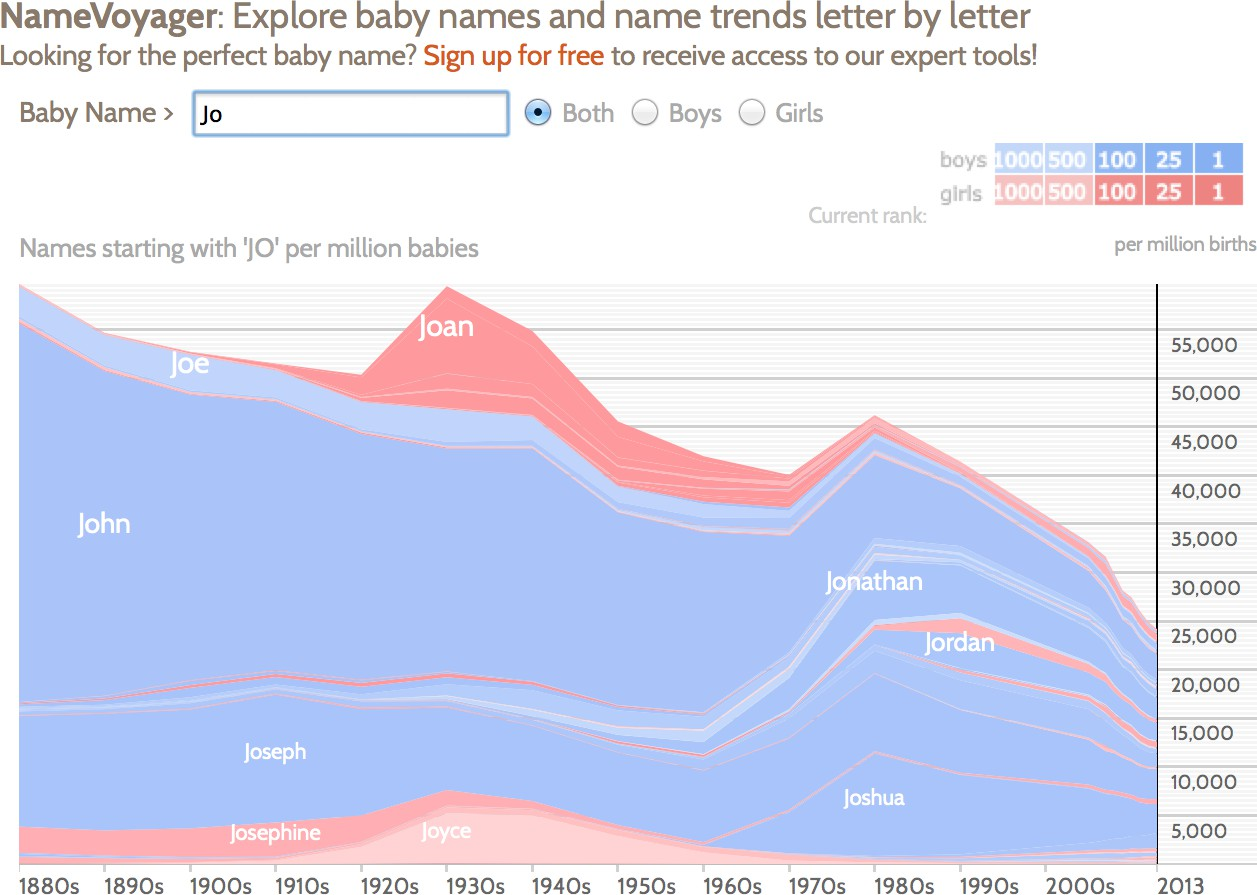 NameVoyager: Explore baby names and name trends letter by letter
Looking for the perfect baby name? Sign up for free to receive access to our expert tools!
Baby Name > Jo Both Boys Girls
boys 1000 500 100 25 1
girls 1000 500 100 25 1
Current rank:
Names starting with 'JO' per million babies
per million births
Joan
55,000
Joe
50,000
45,000
40,000
John
35,000
Jonathan
30,000
25,000
Jordan
20,000
15,000
Joseph
10,000
Joshua
Josephine
Joyce
5,000
1880s 1890s 1900s 1910s 1920s 1930s 1940s 1950s 1960s 1970s 1980s 1990s 2000s 2013